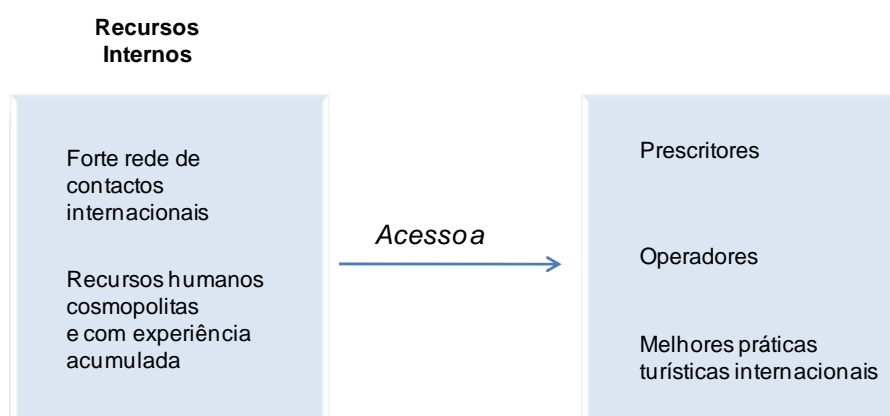 Recursos
Internos
Forte rede de
contactos
internacionais
Recursos humanos
cosmopolitas
e com experiência
acumulada
Acesso a
Prescritores
Operadores
Melhores práticas
turísticas internacionais